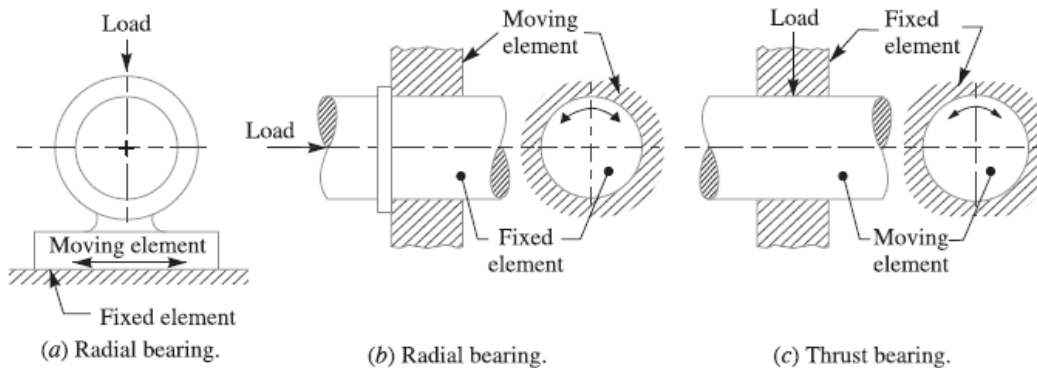 Load
Moving element
Fixed element
(a) Radial bearing.
Moving
element
Load
Fixed
element
(b) Radial bearing.
Load
Fixed
element
Moving
element
(c) Thrust bearing.